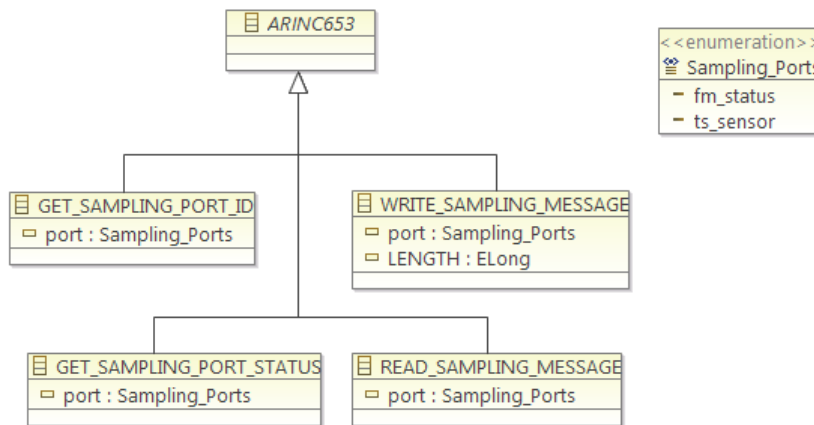 ARINC653
<<enumeration>>
Sampling_Ports
fm_status
ts_sensor
GET_SAMPLING_PORT_ID
port : Sampling_Ports
WRITE_SAMPLING_MESSAGE
port : Sampling_Ports
LENGTH : ELong
GET_SAMPLING_PORT_STATUS
port : Sampling_Ports
READ_SAMPLING_MESSAGE
port : Sampling_Ports